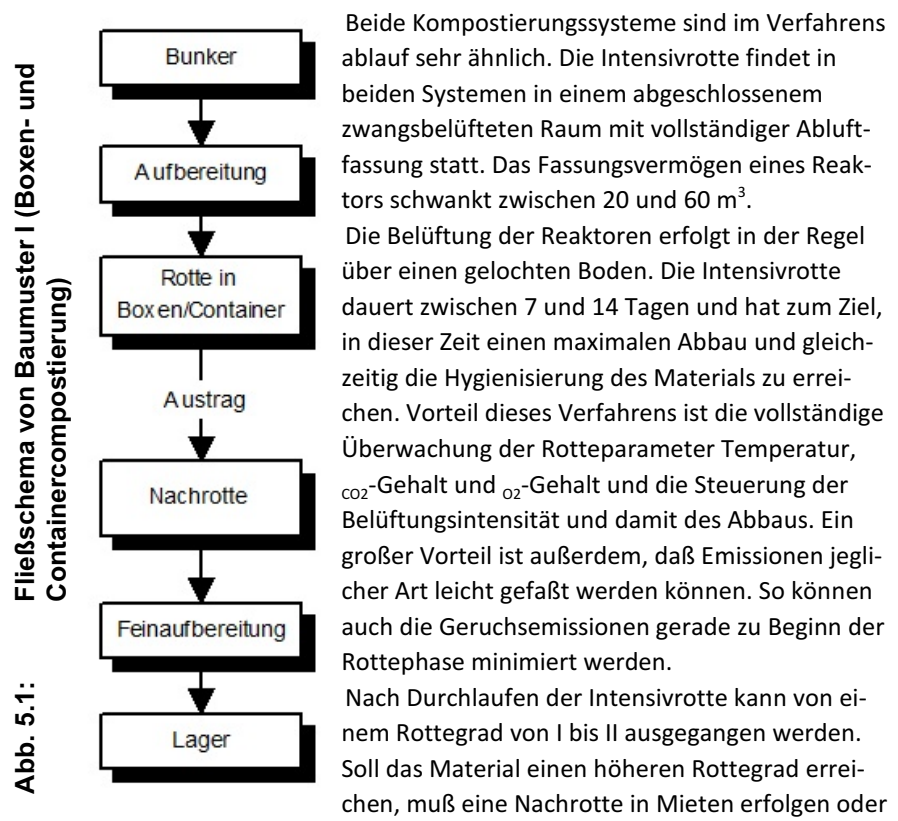 Abb. 5.1: Fließschema von Baumuster I (Boxen- und
Containercompostierung)
Bunker
Aufbereitung
Rotte in
Boxen/Container
Austrag
Nachrotte
Feinaufbereitung
Lager
Beide Kompostierungssysteme sind im Verfahrens
ablauf sehr ähnlich. Die Intensivrotte findet in
beiden Systemen in einem abgeschlossenem
zwangsbelüfteten Raum mit vollständiger Abluft-
fassung statt. Das Fassungsvermögen eines Reak-
tors schwankt zwischen 20 und 60 m³.
Die Belüftung der Reaktoren erfolgt in der Regel
über einen gelochten Boden. Die Intensivrotte
dauert zwischen 7 und 14 Tagen und hat zum Ziel,
in dieser Zeit einen maximalen Abbau und gleich-
zeitig die Hygienisierung des Materials zu errei-
chen. Vorteil dieses Verfahrens ist die vollständige
Überwachung der Rotteparameter Temperatur,
CO2-Gehalt und O2-Gehalt und die Steuerung der
Belüftungsintensität und damit des Abbaus. Ein
großer Vorteil ist außerdem, daß Emissionen jegli-
cher Art leicht gefaßt werden können. So können
auch die Geruchsemissionen gerade zu Beginn der
Rottephase minimiert werden.
Nach Durchlaufen der Intensivrotte kann von ei-
nem Rottegrad von I bis II ausgegangen werden.
Soll das Material einen höheren Rottegrad errei-
chen, muß eine Nachrotte in Mieten erfolgen oder